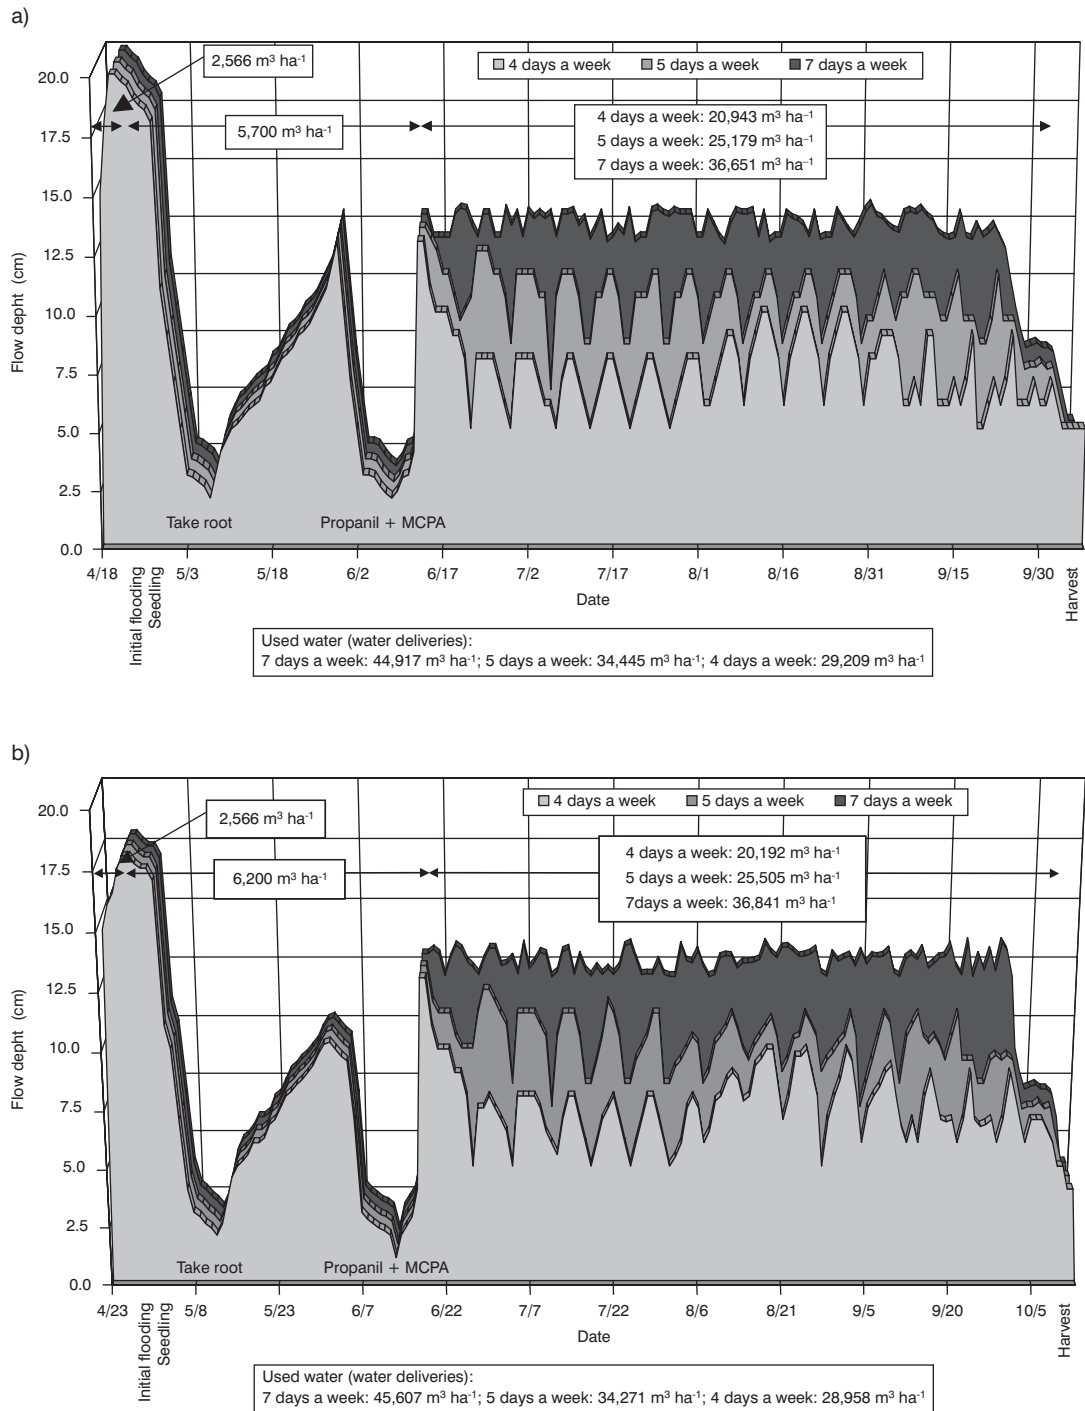 a)
2,566 m³ ha⁻¹
4 days a week 5 days a week 7 days a week
20.0
17.5
15.0
12.5
10.0
7.5
5.0
2.5
0.0
Flow depht (cm)
5,700 m³ ha⁻¹
4 days a week: 20,943 m³ ha⁻¹
5 days a week: 25,179 m³ ha⁻¹
7 days a week: 36,651 m³ ha⁻¹
Take root Propanil + MCPA
4/18 5/3 5/18 6/2 6/17 7/2 7/17 8/1 8/16 8/31 9/15 9/30
Initial flooding
Seedling
Harvest
Date
Used water (water deliveries):
7 days a week: 44,917 m³ ha⁻¹; 5 days a week: 34,445 m³ ha⁻¹; 4 days a week: 29,209 m³ ha⁻¹
b)
2,566 m³ ha⁻¹
4 days a week 5 days a week 7 days a week
20.0
17.5
15.0
12.5
10.0
7.5
5.0
2.5
0.0
Flow depht (cm)
6,200 m³ ha⁻¹
4 days a week: 20,192 m³ ha⁻¹
5 days a week: 25,505 m³ ha⁻¹
7days a week: 36,841 m³ ha⁻¹
Take root Propanil + MCPA
4/23 5/8 5/23 6/7 6/22 7/7 7/22 8/6 8/21 9/5 9/20 10/5
Initial flooding
Seedling
Harvest
Date
Used water (water deliveries):
7 days a week: 45,607 m³ ha⁻¹; 5 days a week: 34,271 m³ ha⁻¹; 4 days a week: 28,958 m³ ha⁻¹